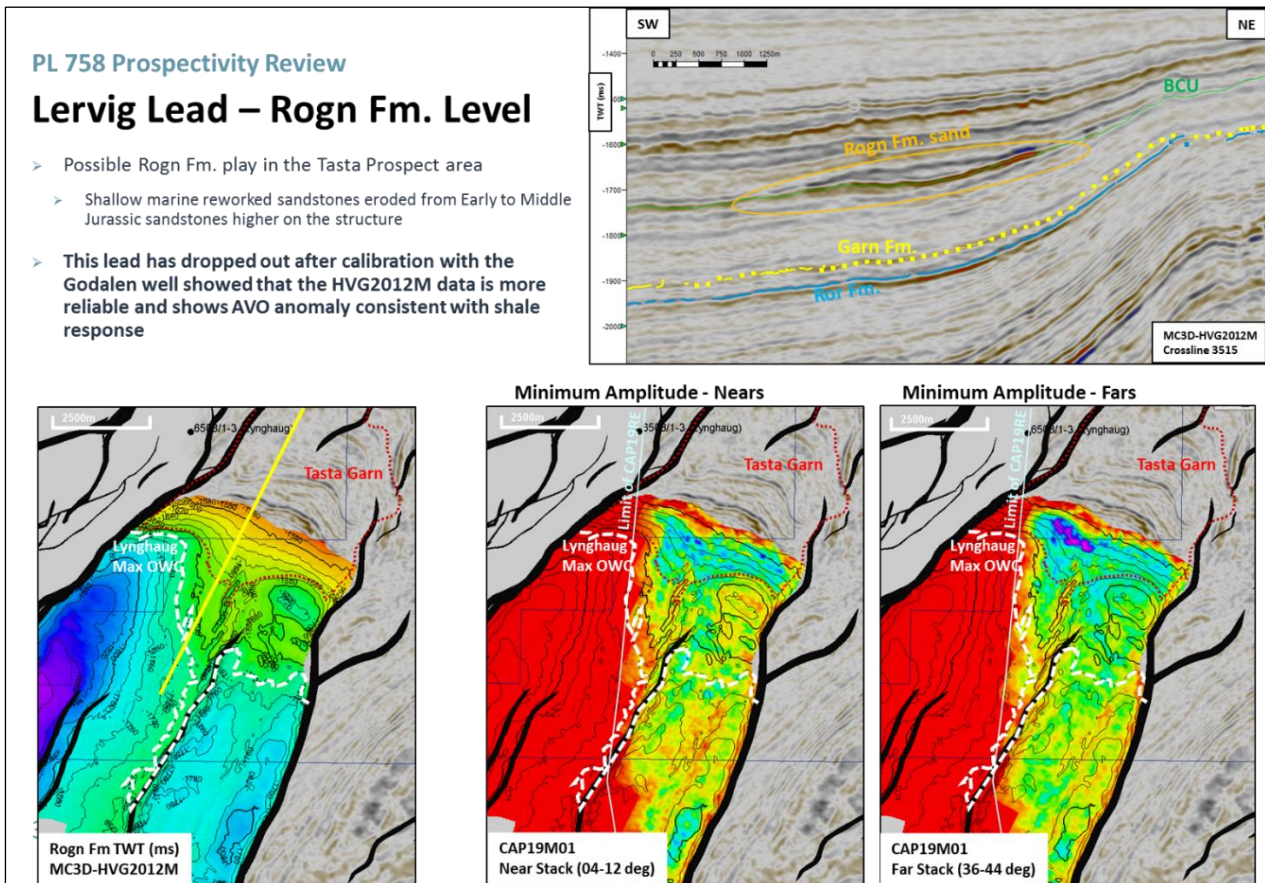 PL 758 Prospectivity Review
Lervig Lead – Rogn Fm. Level
➢ Possible Rogn Fm. play in the Tasta Prospect area
➢ Shallow marine reworked sandstones eroded from Early to Middle
Jurassic sandstones higher on the structure
➢ This lead has dropped out after calibration with the
Godalen well showed that the HVG2012M data is more
reliable and shows AVO anomaly consistent with shale
response
SW
NE
0 250 500 750 1000 1250m
TWT (ms)
-1400
-1600
-1700
-1800
-1900
-2000
BCU
Rogn Fm. sand
Garn Fm.
Ror Fm.
MC3D-HVG2012M
Crossline 3515
2500m
Tasta Garn
Lynghaug
Max OWC
Rogn Fm TWT (ms)
MC3D-HVG2012M
Minimum Amplitude - Nears
2500m
Limit of CAP19RE
Tasta Garn
Lynghaug
Max OWC
CAP19M01
Near Stack (04-12 deg)
Minimum Amplitude - Fars
2500m
Limit of CAP19RE
Tasta Garn
Lynghaug
Max OWC
CAP19M01
Far Stack (36-44 deg)